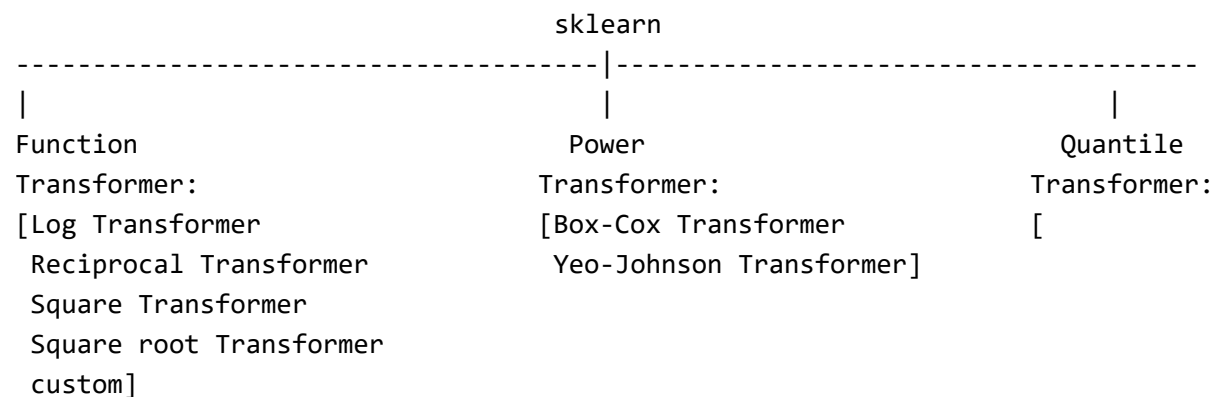 sklearn
--------------------------------------|--------------------------------------
| | |
Function Power Quantile
Transformer: Transformer: Transformer:
[Log Transformer [Box-Cox Transformer [
Reciprocal Transformer Yeo-Johnson Transformer]
Square Transformer
Square root Transformer
custom]